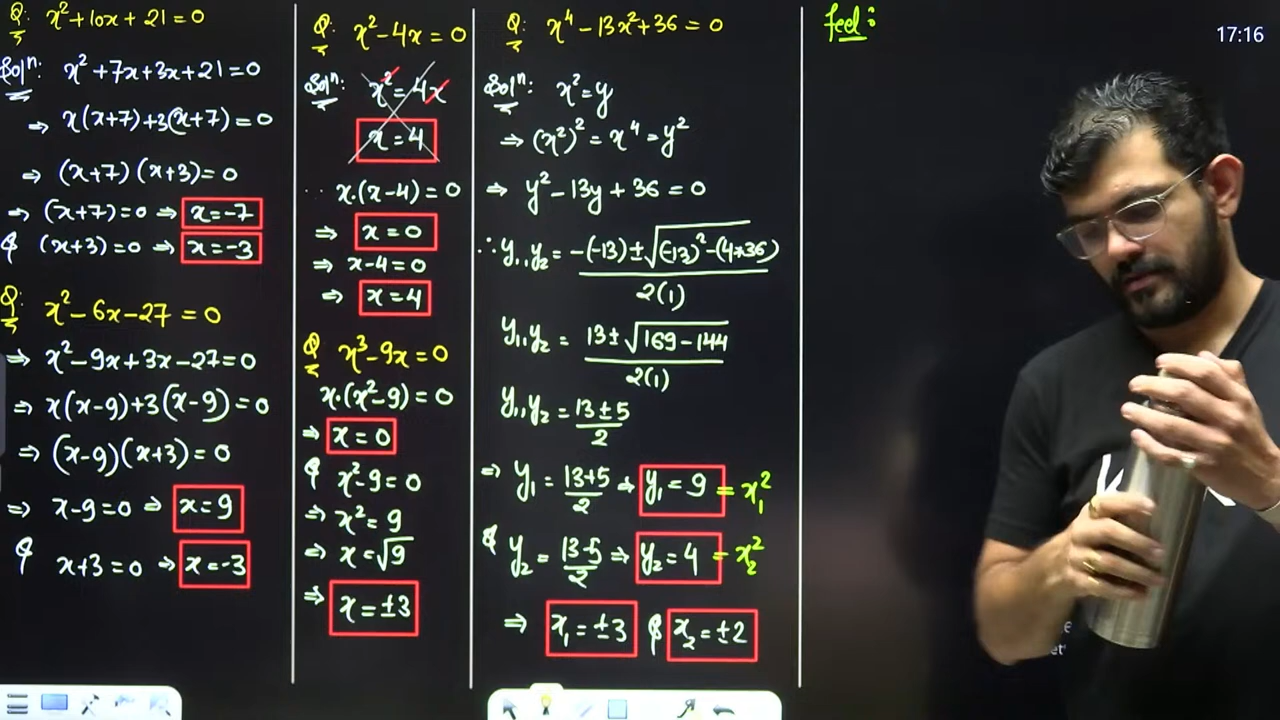 Q: x²+10x+21=0
Solⁿ: x²+7x+3x+21=0
⇒ x(x+7)+3(x+7)=0
⇒ (x+7)(x+3)=0
⇒ (x+7)=0 ⇒ x=-7
& (x+3)=0 ⇒ x=-3
Q: x²-6x-27=0
⇒ x²-9x+3x-27=0
⇒ x(x-9)+3(x-9)=0
⇒ (x-9)(x+3)=0
⇒ x-9=0 ⇒ x=9
& x+3=0 ⇒ x=-3
Q: x²-4x=0
Solⁿ: x²=4x
x=4
x.(x-4)=0
⇒ x=0
⇒ x-4=0
⇒ x=4
Q x³-9x=0
x.(x²-9)=0
⇒ x=0
& x²-9=0
⇒ x²=9
⇒ x=√9
⇒ x=±3
Q: x⁴-13x²+36=0
Solⁿ: x²=y
⇒ (x²)²=x⁴=y²
⇒ y²-13y+36=0
∴ y₁,y₂ = -(-13)±√(-13)²-(4*36) / 2(1)
y₁,y₂ = 13±√169-144 / 2(1)
y₁,y₂ = 13±5 / 2
⇒ y₁ = 13+5 / 2 ⇒ y₁=9 = x₁²
& y₂ = 13-5 / 2 ⇒ y₂=4 = x₂²
⇒ x₁=±3 & x₂=±2
feel:
17:16